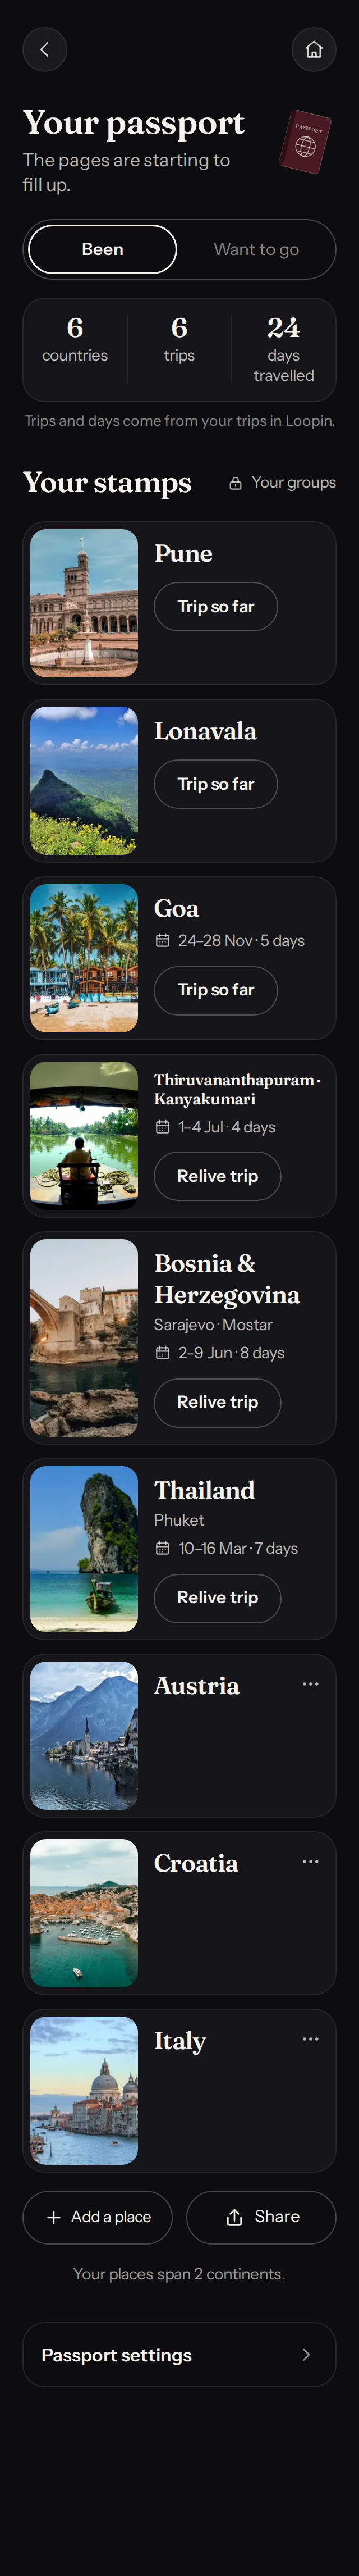 Your passport
PASSPORT
The pages are starting to
fill up.
Been
Want to go
6
countries
6
trips
24
days
travelled
Trips and days come from your trips in Loopin.
Your stamps
Your groups
Pune
Trip so far
Lonavala
Trip so far
Goa
24–28 Nov · 5 days
Trip so far
Thiruvananthapuram ·
Kanyakumari
1–4 Jul · 4 days
Relive trip
Bosnia &
Herzegovina
Sarajevo · Mostar
2–9 Jun · 8 days
Relive trip
Thailand
Phuket
10–16 Mar · 7 days
Relive trip
Austria
Croatia
Italy
Add a place
Share
Your places span 2 continents.
Passport settings